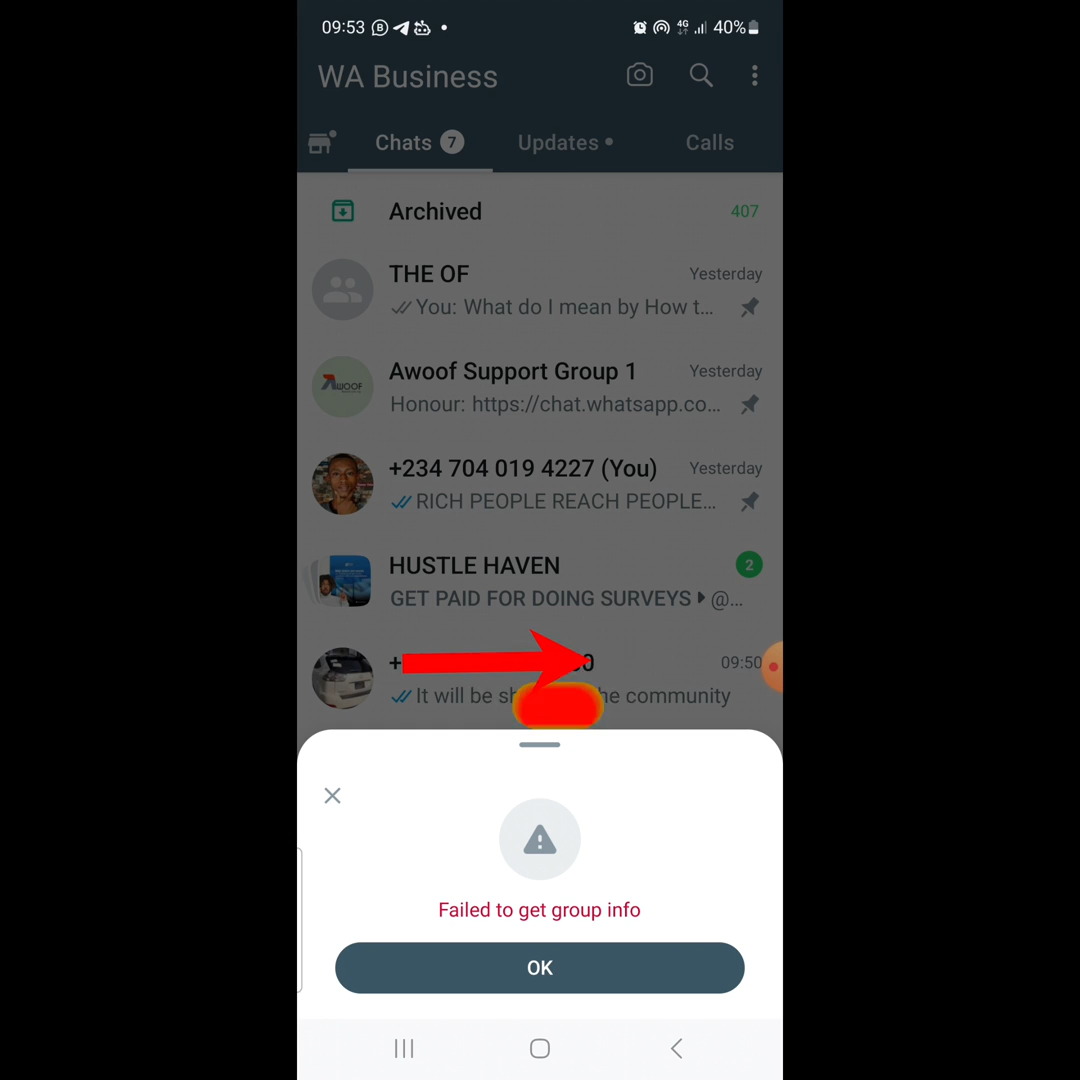 09:53 4G 40%
WA Business
Chats 7 Updates Calls
Archived 407
THE OF Yesterday
You: What do I mean by How t...
AWOOF
Awoof Support Group 1 Yesterday
Honour: https://chat.whatsapp.co...
+234 704 019 4227 (You) Yesterday
RICH PEOPLE REACH PEOPLE...
HUSTLE HAVEN 2
GET PAID FOR DOING SURVEYS @...
+ 0 09:50
It will be community
Failed to get group info
OK